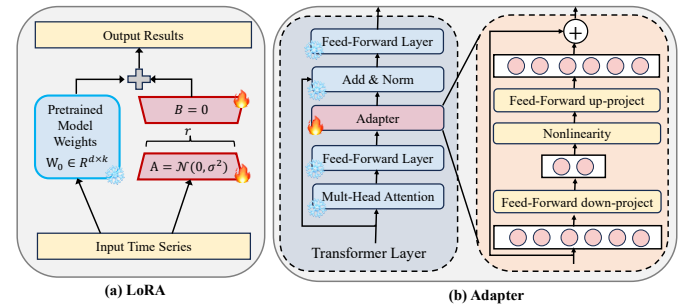 Output Results
Pretrained
Model
Weights
W₀ ∈ R^{d×k}
B = 0
r
A = 𝒩(0, σ²)
Input Time Series
(a) LoRA
Feed-Forward Layer
Add & Norm
Adapter
Feed-Forward Layer
Mult-Head Attention
Transformer Layer
+
Feed-Forward up-project
Nonlinearity
Feed-Forward down-project
(b) Adapter